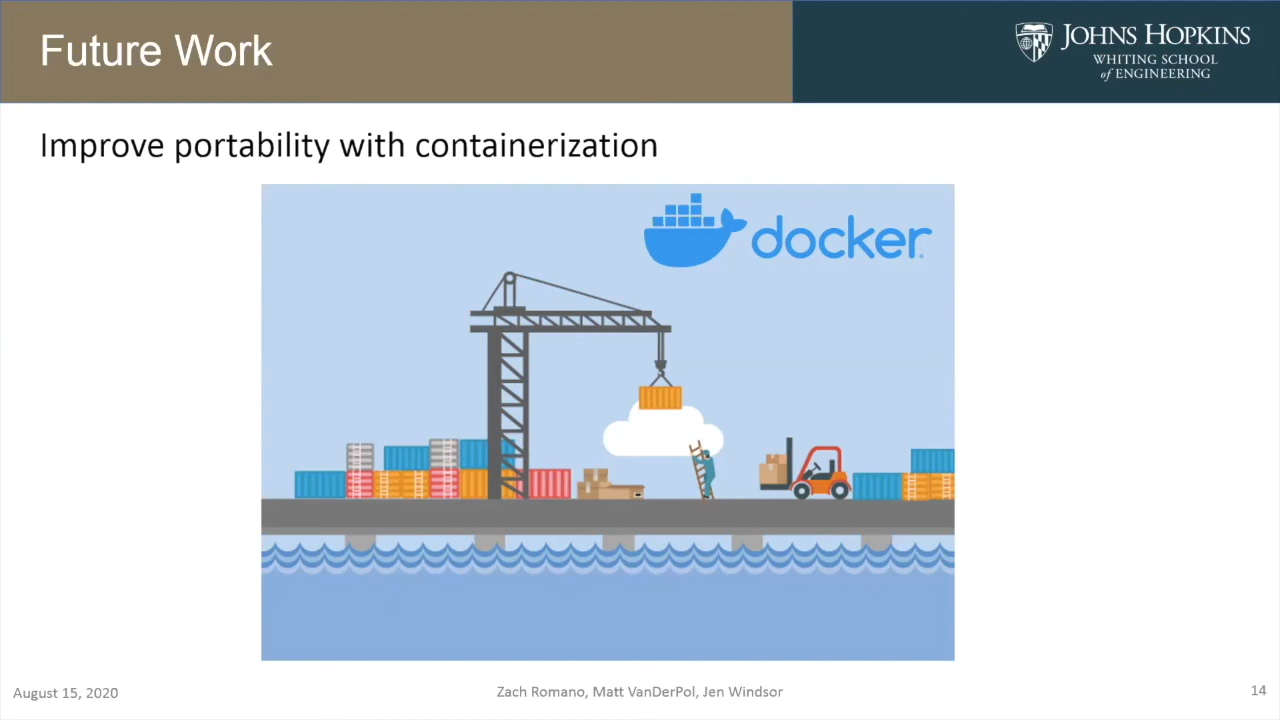 Future Work
JOHNS HOPKINS
WHITING SCHOOL
of ENGINEERING
Improve portability with containerization
docker
August 15, 2020
Zach Romano, Matt VanDerPol, Jen Windsor
14